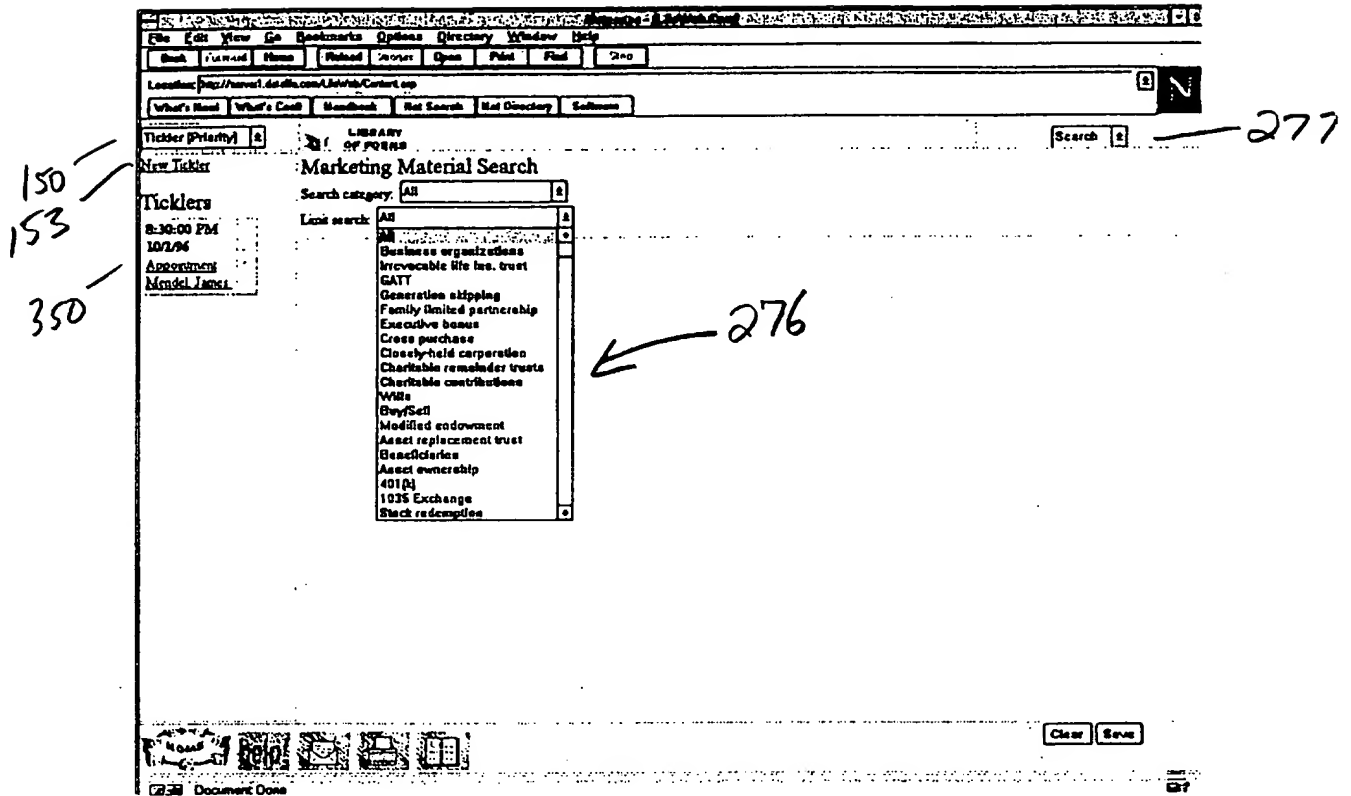 File Edit View Go Bookmarks Options Directory Window Help
Back Forward Home Reload Images Open Print Find Stop
Location:
What's New! What's Cool! Handbook Net Search Net Directory Software
Tickler [Priority]
LIBRARY
OF FORMS
Search
277
150
New Tickler
153
Marketing Material Search
Search category: All
Ticklers
Limit search: All
8:30:00 PM
10/2/96
Appointment
Mendel, James
350
All
Business organizations
Irrevocable life ins. trust
GATT
Generation skipping
Family limited partnership
Executive bonus
Cross purchase
Closely-held corporation
Charitable remainder trusts
Charitable contributions
Wills
Buy/Sell
Modified endowment
Asset replacement trust
Beneficiaries
Asset ownership
401(k)
1035 Exchange
Stock redemption
276
Clear Save
HOME help
Document Done